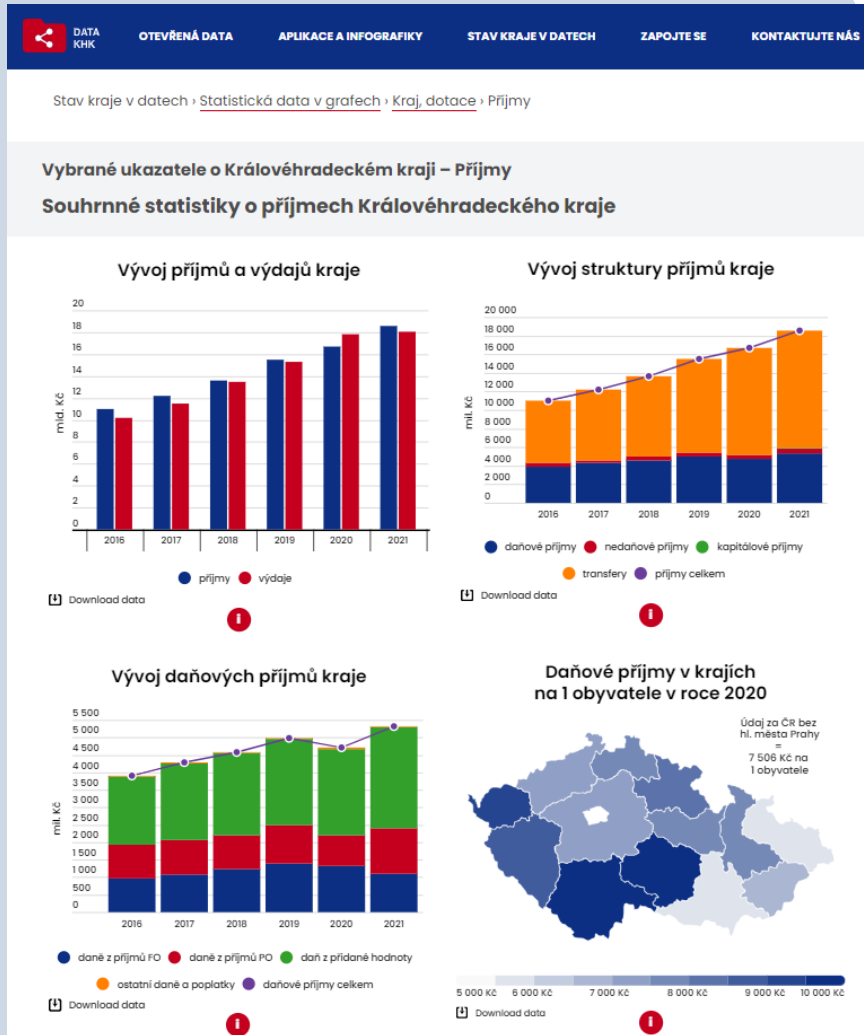 DATA
KHK
OTEVŘENÁ DATA
APLIKACE A INFOGRAFIKY
STAV KRAJE V DATECH
ZAPOJTE SE
KONTAKTUJTE NÁS
Stav kraje v datech › Statistická data v grafech › Kraj, dotace › Příjmy
Vybrané ukazatele o Královéhradeckém kraji – Příjmy
Souhrnné statistiky o příjmech Královéhradeckého kraje
Vývoj příjmů a výdajů kraje
mld. Kč
20
18
16
14
12
10
8
6
4
2
0
2016 2017 2018 2019 2020 2021
příjmy výdaje
Download data
i
Vývoj struktury příjmů kraje
mil. Kč
20 000
18 000
16 000
14 000
12 000
10 000
8 000
6 000
4 000
2 000
0
2016 2017 2018 2019 2020 2021
daňové příjmy nedaňové příjmy kapitálové příjmy
transfery příjmy celkem
Download data
i
Vývoj daňových příjmů kraje
mil. Kč
5 500
5 000
4 500
4 000
3 500
3 000
2 500
2 000
1 500
1 000
500
0
2016 2017 2018 2019 2020 2021
daně z příjmů FO daně z příjmů PO daň z přidané hodnoty
ostatní daně a poplatky daňové příjmy celkem
Download data
i
Daňové příjmy v krajích
na 1 obyvatele v roce 2020
Údaj za ČR bez
hl. města Prahy
=
7 506 Kč na
1 obyvatele
5 000 Kč 6 000 Kč 7 000 Kč 8 000 Kč 9 000 Kč 10 000 Kč
Download data
i